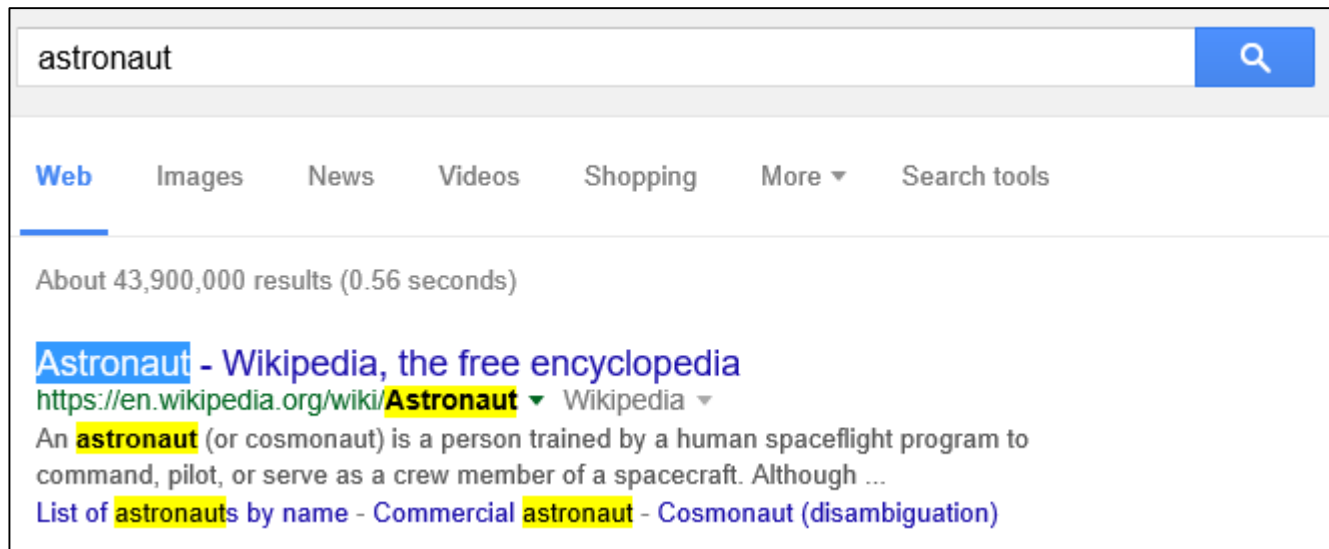 astronaut
Web Images News Videos Shopping More Search tools
About 43,900,000 results (0.56 seconds)
Astronaut - Wikipedia, the free encyclopedia
https://en.wikipedia.org/wiki/Astronaut Wikipedia
An astronaut (or cosmonaut) is a person trained by a human spaceflight program to
command, pilot, or serve as a crew member of a spacecraft. Although ...
List of astronauts by name - Commercial astronaut - Cosmonaut (disambiguation)